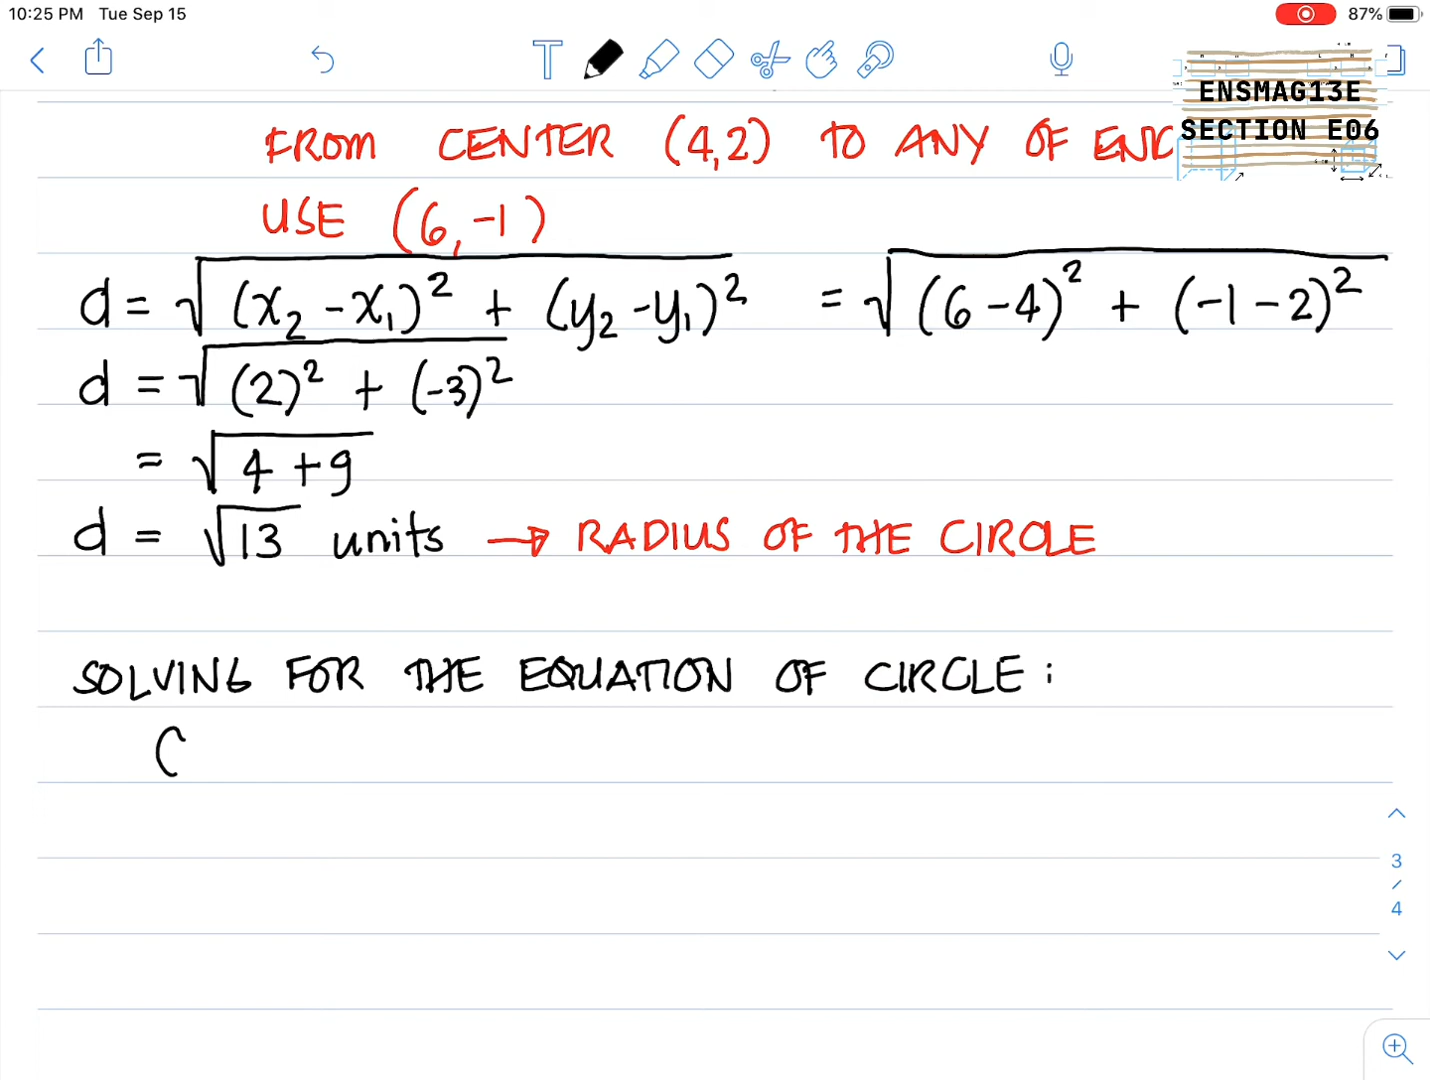 10:25 PM Tue Sep 15
87%
T
ENSMAG13E
SECTION E06
FROM CENTER (4,2) TO ANY OF
USE (6,-1)
d = √(x₂ - x₁)² + (y₂ - y₁)² = √(6 - 4)² + (-1 - 2)²
d = √(2)² + (-3)²
= √4 + 9
d = √13 units → RADIUS OF THE CIRCLE
SOLVING FOR THE EQUATION OF CIRCLE :
(
3
/
4